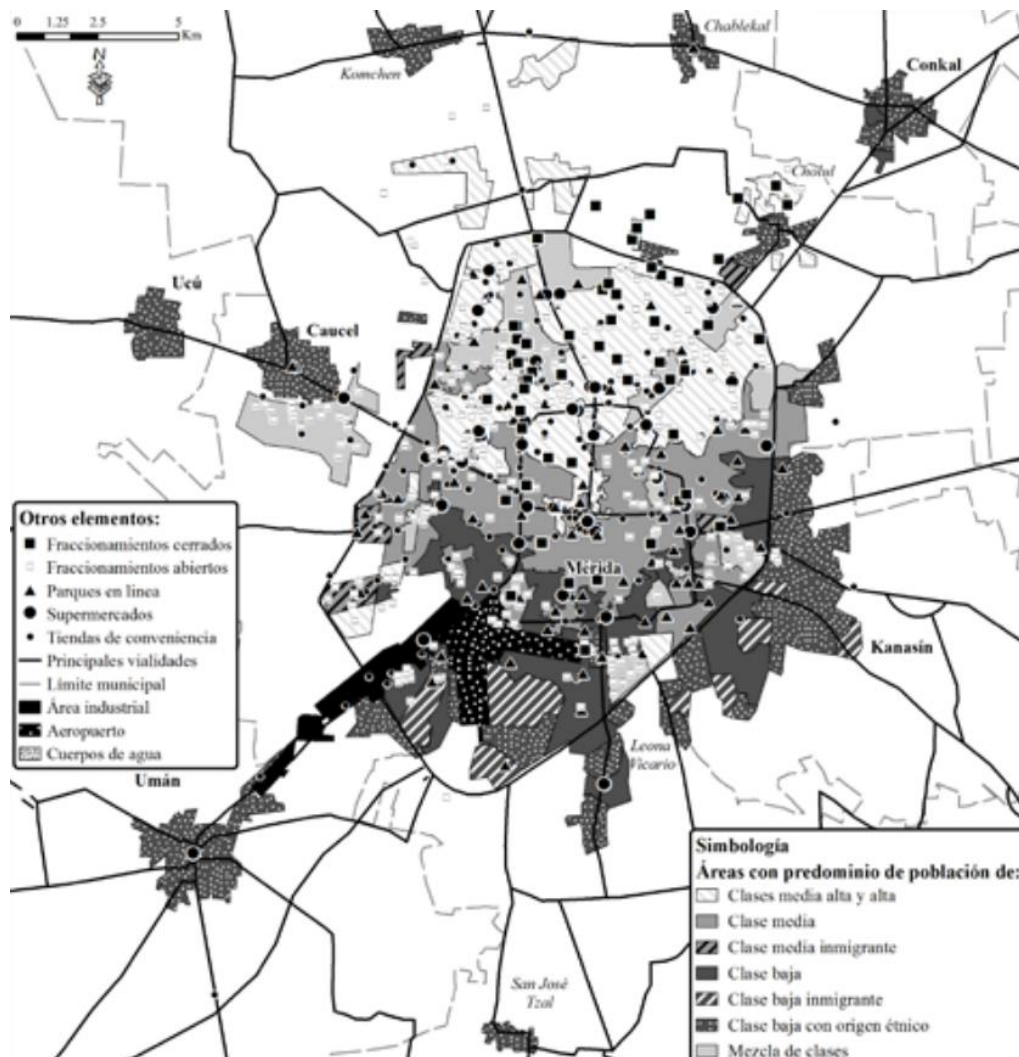 0 1.25 2.5 5
Km
N
Komchen
Chablekal
Conkal
Cholul
Ucú
Caucel
Mérida
Kanasín
Leona
Vicario
Umán
San José
Tzal
Otros elementos:
Fraccionamientos cerrados
Fraccionamientos abiertos
Parques en linea
Supermercados
Tiendas de conveniencia
Principales vialidades
Límite municipal
Área industrial
Aeropuerto
Cuerpos de agua
Simbología
Áreas con predominio de población de:
Clases media alta y alta
Clase media
Clase media inmigrante
Clase baja
Clase baja inmigrante
Clase baja con origen étnico
Mezcla de clases